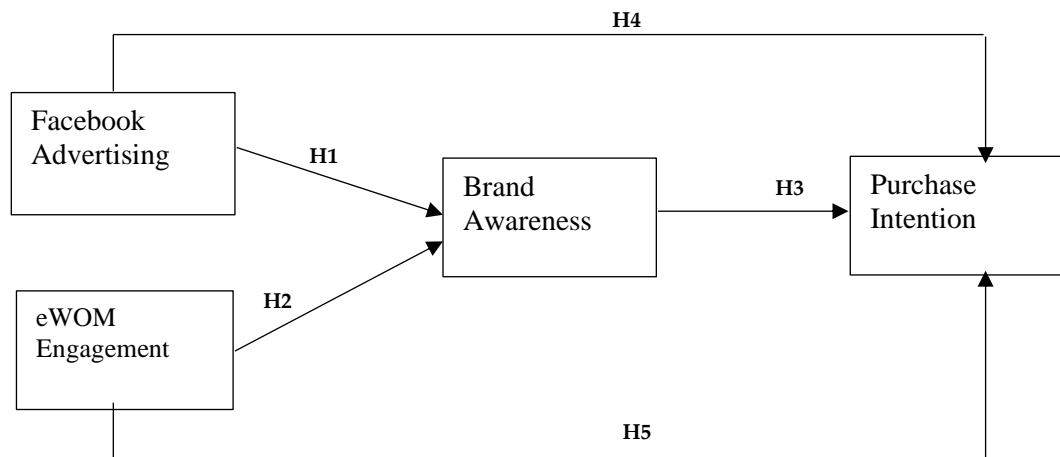 H4
Facebook
Advertising
H1
Brand
Awareness
H3
Purchase
Intention
H2
eWOM
Engagement
H5